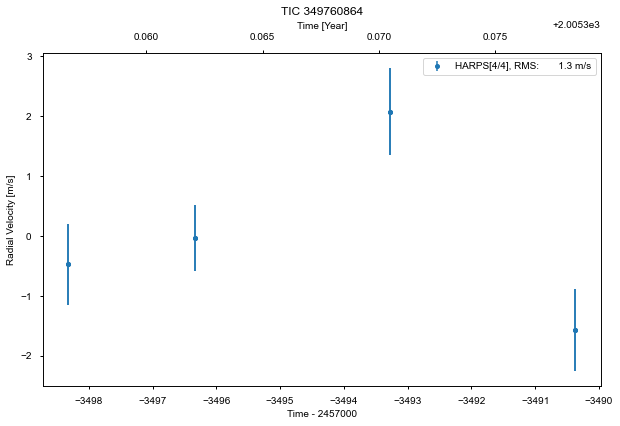 TIC 349760864
Time [Year]
0.060 0.065 0.070 0.075
+2.0053e3
HARPS[4/4], RMS: 1.3 m/s
Radial Velocity [m/s]
3
2
1
0
−1
−2
−3498 −3497 −3496 −3495 −3494 −3493 −3492 −3491 −3490
Time - 2457000